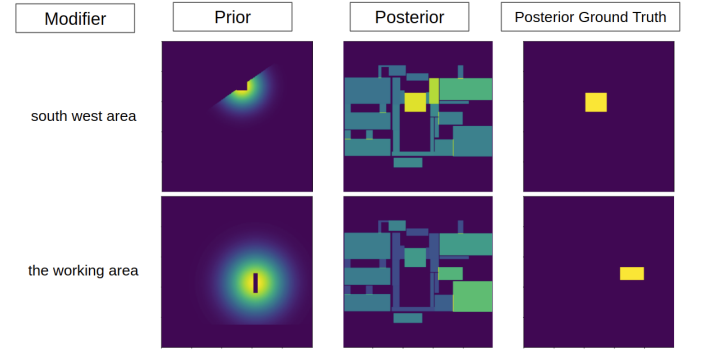 Modifier Prior Posterior Posterior Ground Truth
south west area
the working area